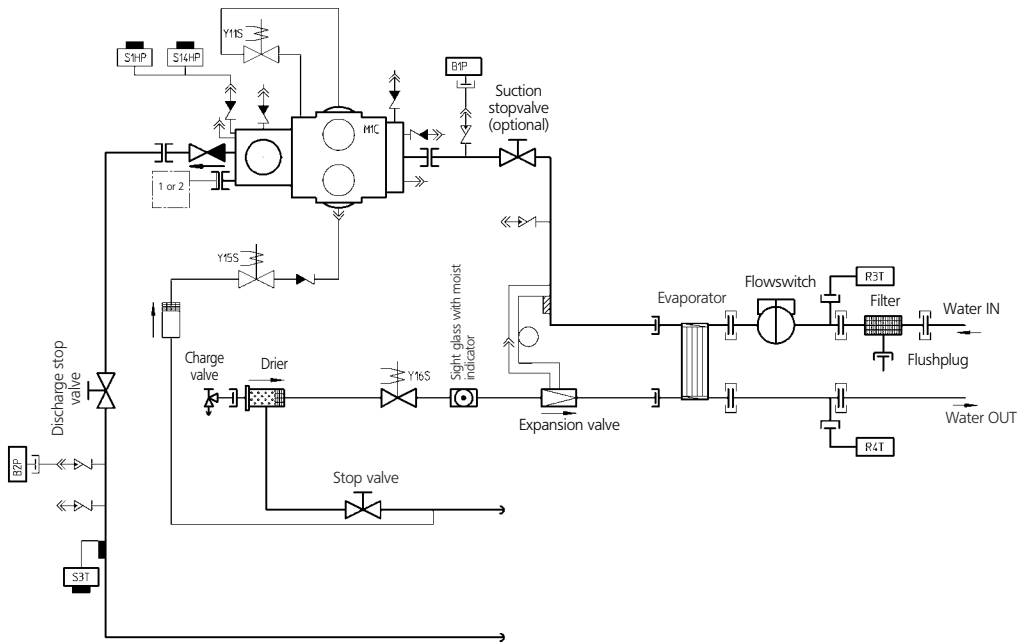 Y11S
S1HP
S14HP
B1P
Suction
stopvalve
(optional)
M1C
1 or 2
Y15S
R3T
Evaporator
Flowswitch
Filter
Water IN
Flushplug
Charge
valve
Drier
Y16S
Sight glass with moist
indicator
Expansion valve
Water OUT
Discharge stop
valve
R4T
B2P
Stop valve
S3T